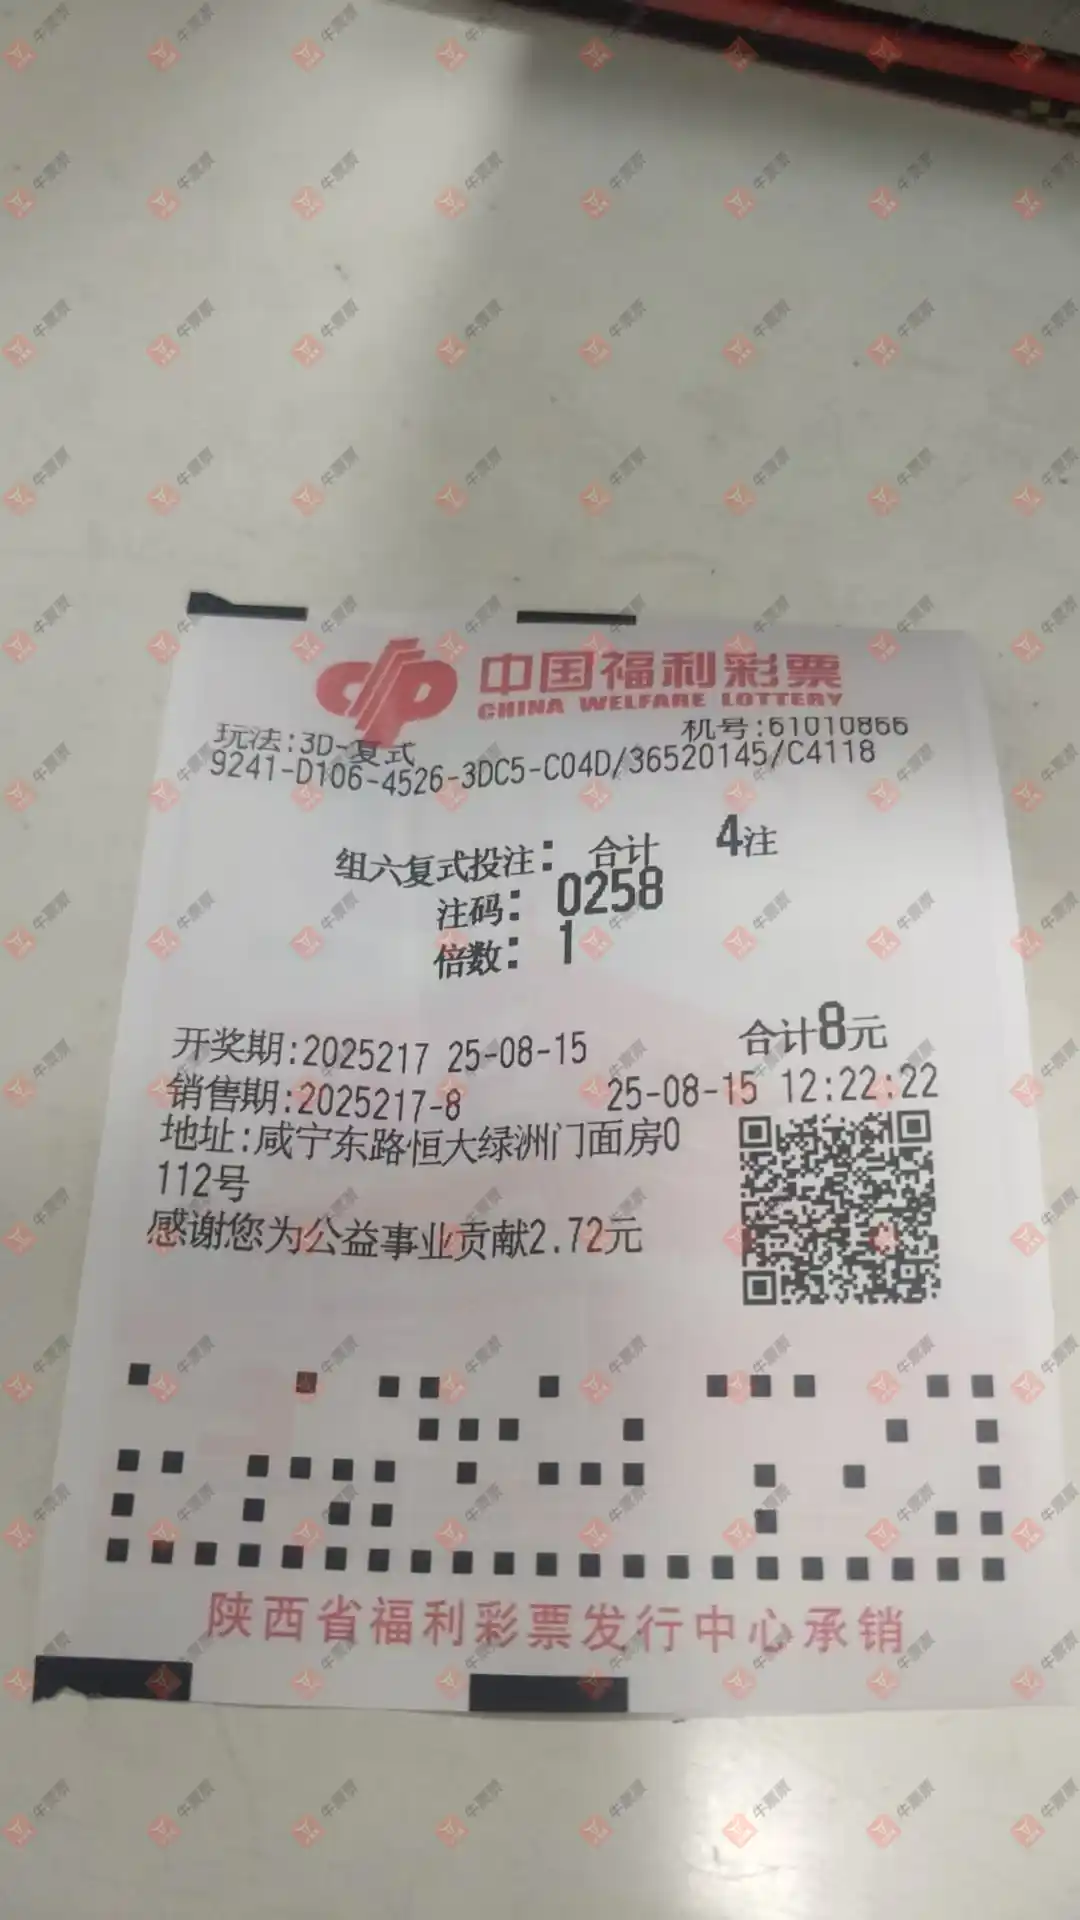 中国福利彩票
CHINA WELFARE LOTTERY
玩法:3D-复式 机号:61010866
9241-D106-4526-3DC5-C04D/36520145/C4118
组六复式投注: 合计 4注
注码: 0258
倍数: 1
合计8元
开奖期:2025217 25-08-15
销售期:2025217-8 25-08-15 12:22:22
地址:咸宁东路恒大绿洲门面房0
112号
感谢您为公益事业贡献2.72元
陕西省福利彩票发行中心承销
牛票票